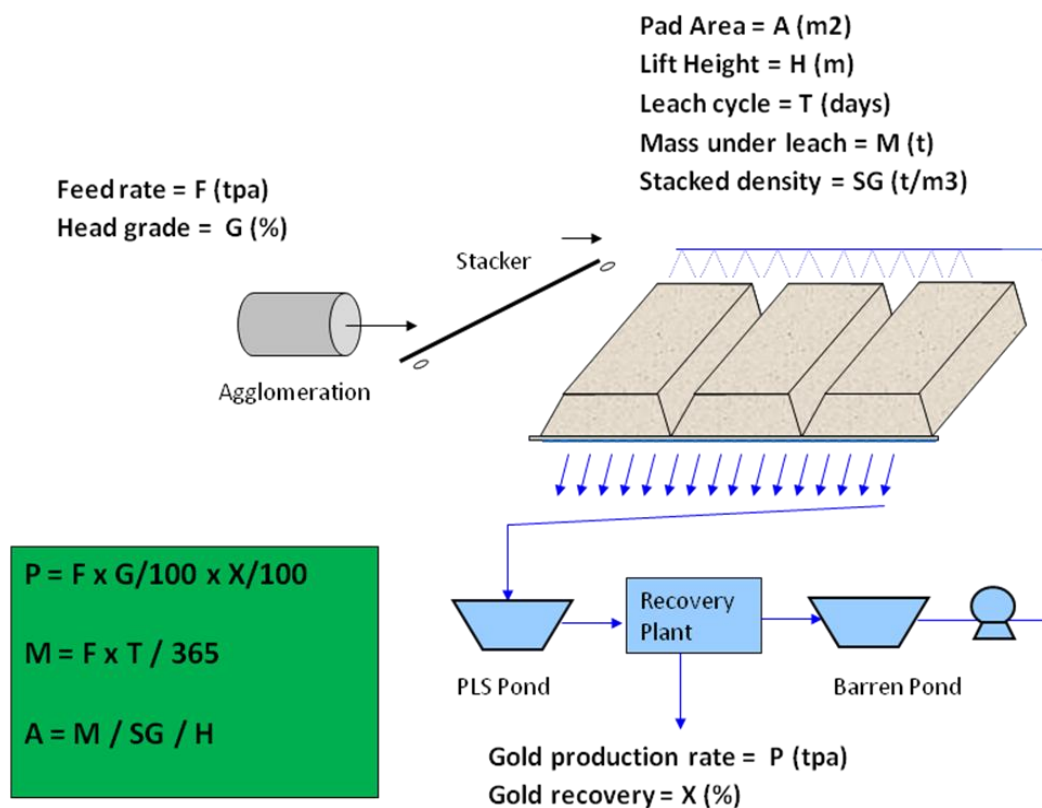 Pad Area = A (m2)
Lift Height = H (m)
Leach cycle = T (days)
Mass under leach = M (t)
Stacked density = SG (t/m3)
Feed rate = F (tpa)
Head grade =  G (%)
Stacker
Agglomeration
P = F x G/100 x X/100
M = F x T / 365
A = M / SG / H
Recovery
Plant
PLS Pond
Barren Pond
Gold production rate =  P (tpa)
Gold recovery = X (%)